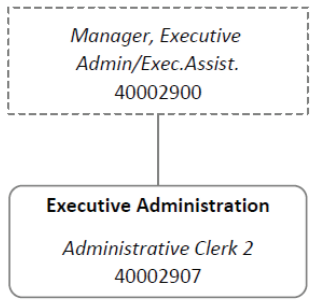 Manager, Executive
Admin/Exec.Assist.
40002900
Executive Administration
Administrative Clerk 2
40002907